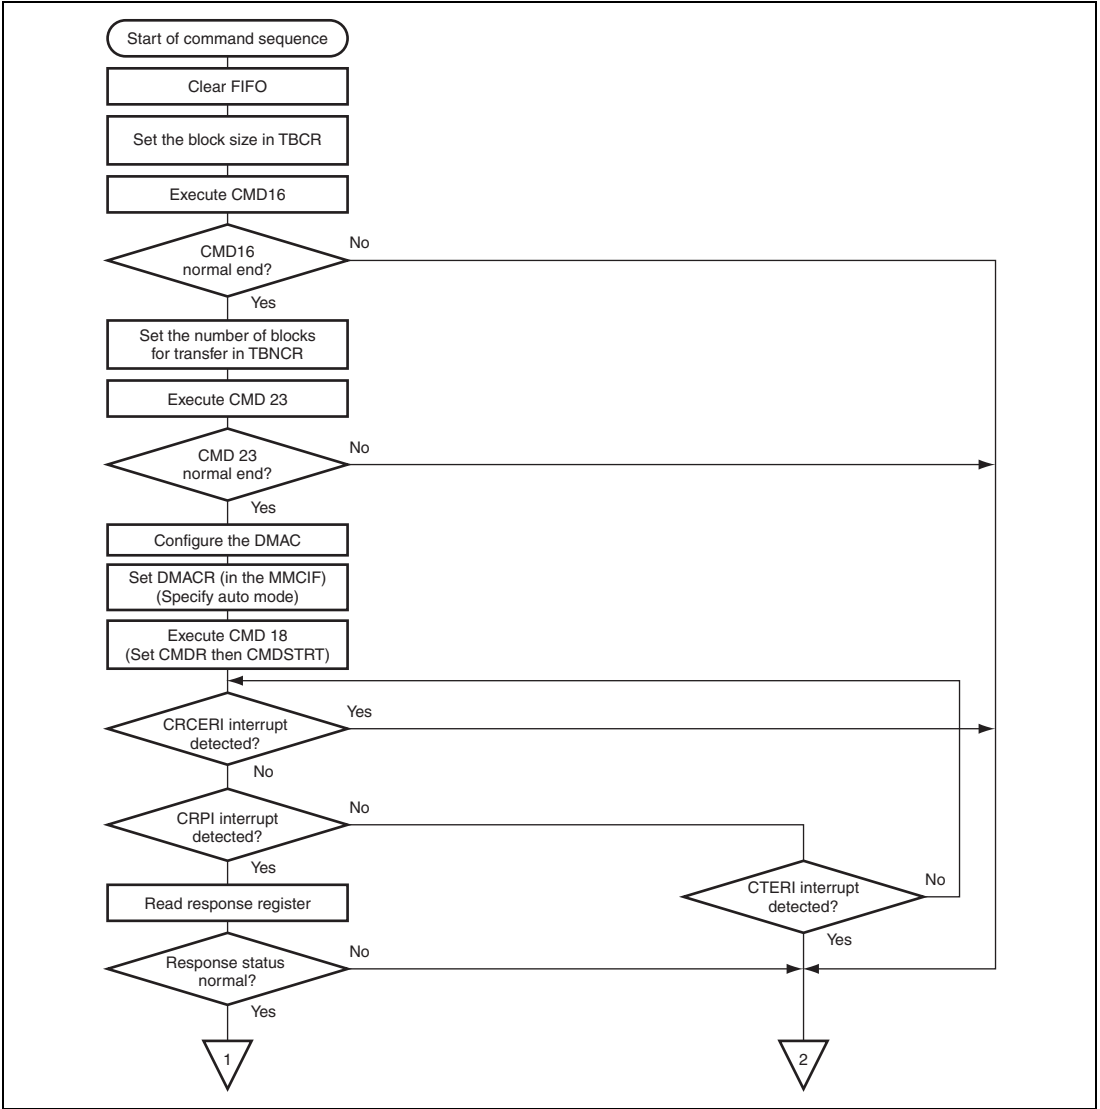 Start of command sequence
Clear FIFO
Set the block size in TBCR
Execute CMD16
CMD16
normal end?
No
Yes
Set the number of blocks
for transfer in TBNCR
Execute CMD 23
CMD 23
normal end?
No
Yes
Configure the DMAC
Set DMACR (in the MMCIF)
(Specify auto mode)
Execute CMD 18
(Set CMDR then CMDSTRT)
CRCERI interrupt
detected?
Yes
No
CRPI interrupt
detected?
No
Yes
CTERI interrupt
detected?
No
Yes
Read response register
Response status
normal?
No
Yes
1
2